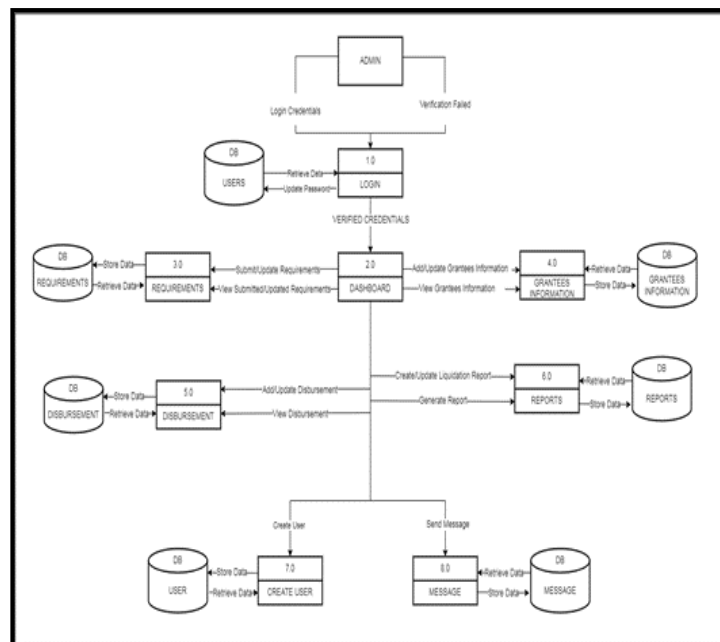 ADMIN
Login Credentials
Verification Failed
DB
USERS
Retrieve Data
Update Password
1.0
LOGIN
VERIFIED CREDENTIALS
DB
REQUIREMENTS
Store Data
Retrieve Data
3.0
REQUIREMENTS
Submit/Update Requirements
View Submitted/Updated Requirements
2.0
DASHBOARD
Add/Update Grantees Information
View Grantees Information
4.0
GRANTEES
INFORMATION
Retrieve Data
Store Data
DB
GRANTEES
INFORMATION
DB
DISBURSEMENT
Store Data
Retrieve Data
5.0
DISBURSEMENT
Add/Update Disbursement
View Disbursement
Create/Update Liquidation Report
Generate Report
6.0
REPORTS
Retrieve Data
Store Data
DB
REPORTS
Create User
Send Message
DB
USER
Store Data
Retrieve Data
7.0
CREATE USER
MESSAGE
Retrieve Data
Store Data
DB
MESSAGE